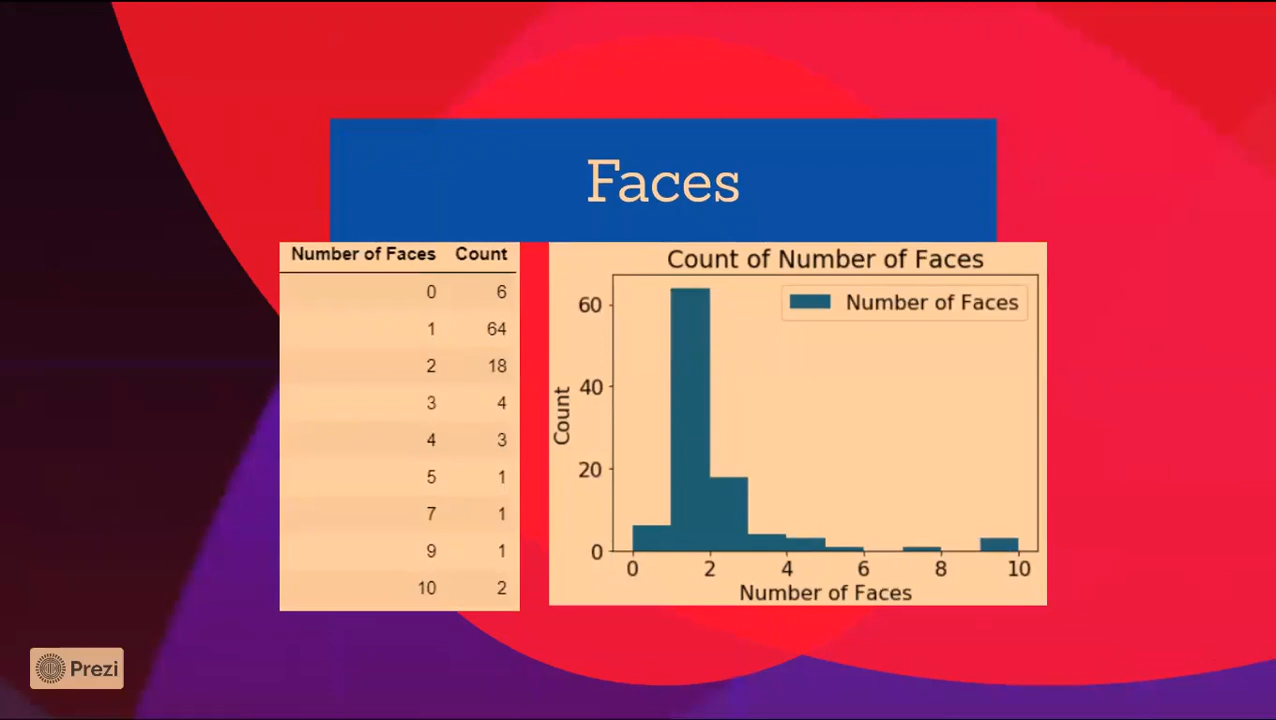 Faces
Number of Faces Count
0 6
1 64
2 18
3 4
4 3
5 1
7 1
9 1
10 2
Count of Number of Faces
Number of Faces
Count
60
40
20
0
0 2 4 6 8 10
Number of Faces
Prezi